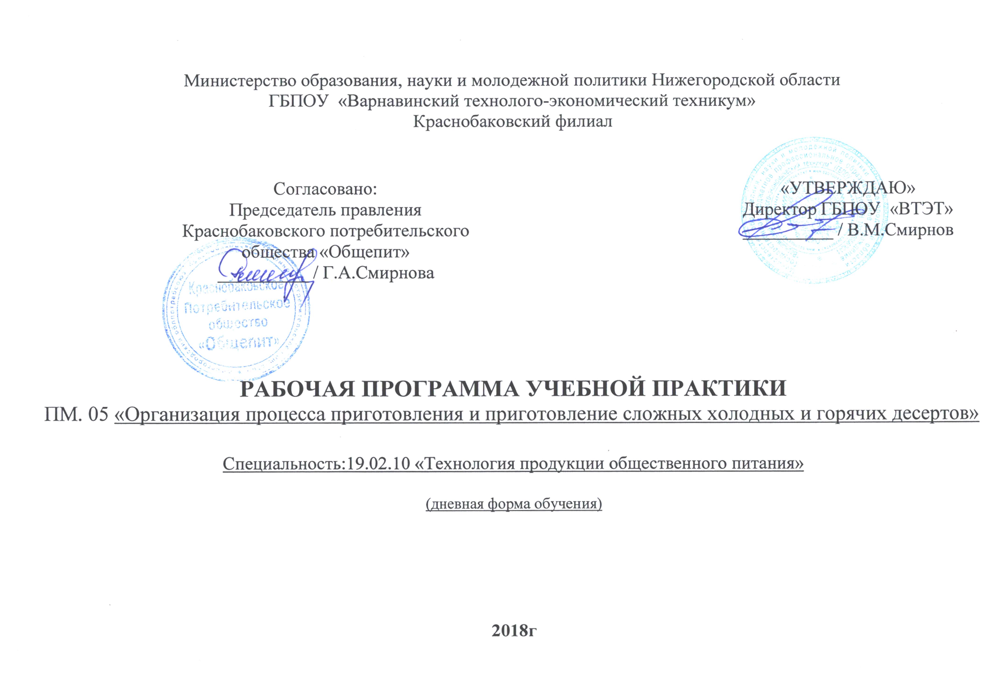 Министерство образования, науки и молодежной политики Нижегородской области
ГБПОУ «Варнавинский технолого-экономический техникум»
Краснобаковский филиал
Согласовано:
Председатель правления
Краснобаковского потребительского
общества «Общепит»
/ Г.А.Смирнова
«УТВЕРЖДАЮ»
Директор ГБПОУ «ВТЭТ»
/ В.М.Смирнов
Краснобаковское
Потребительское
общество
«Общепит»
РАБОЧАЯ ПРОГРАММА УЧЕБНОЙ ПРАКТИКИ
ПМ. 05 «Организация процесса приготовления и приготовление сложных холодных и горячих десертов»
Специальность:19.02.10 «Технология продукции общественного питания»
(дневная форма обучения)
2018г